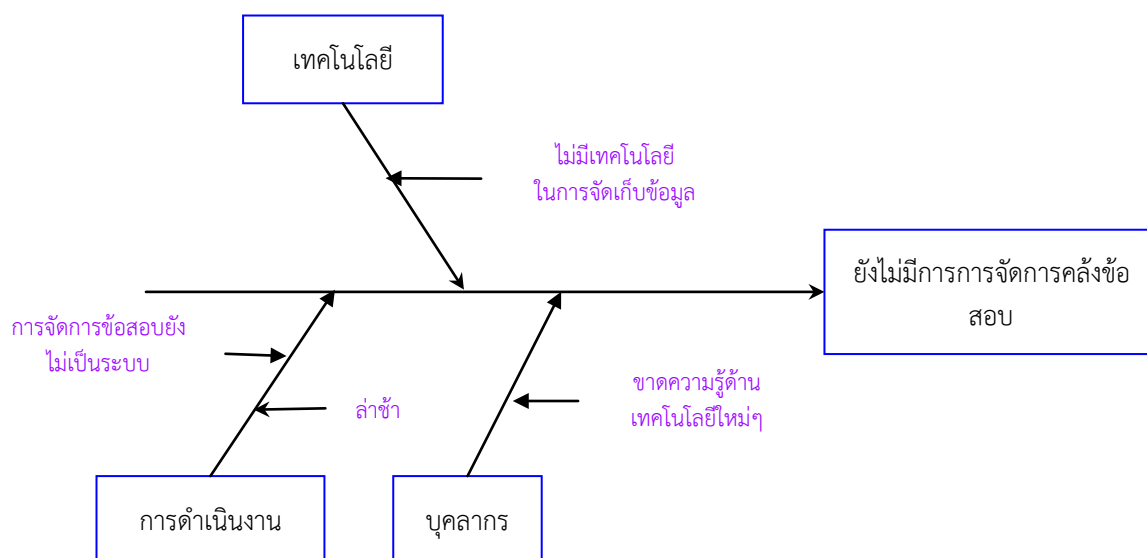 เทคโนโลยี
ไม่มีเทคโนโลยี
ในการจัดเก็บข้อมูล
ยังไม่มีการการจัดการคลังข้อ
สอบ
การจัดการข้อสอบยัง
ไม่เป็นระบบ
ล่าช้า
ขาดความรู้ด้าน
เทคโนโลยีใหม่ๆ
การดำเนินงาน
บุคลากร